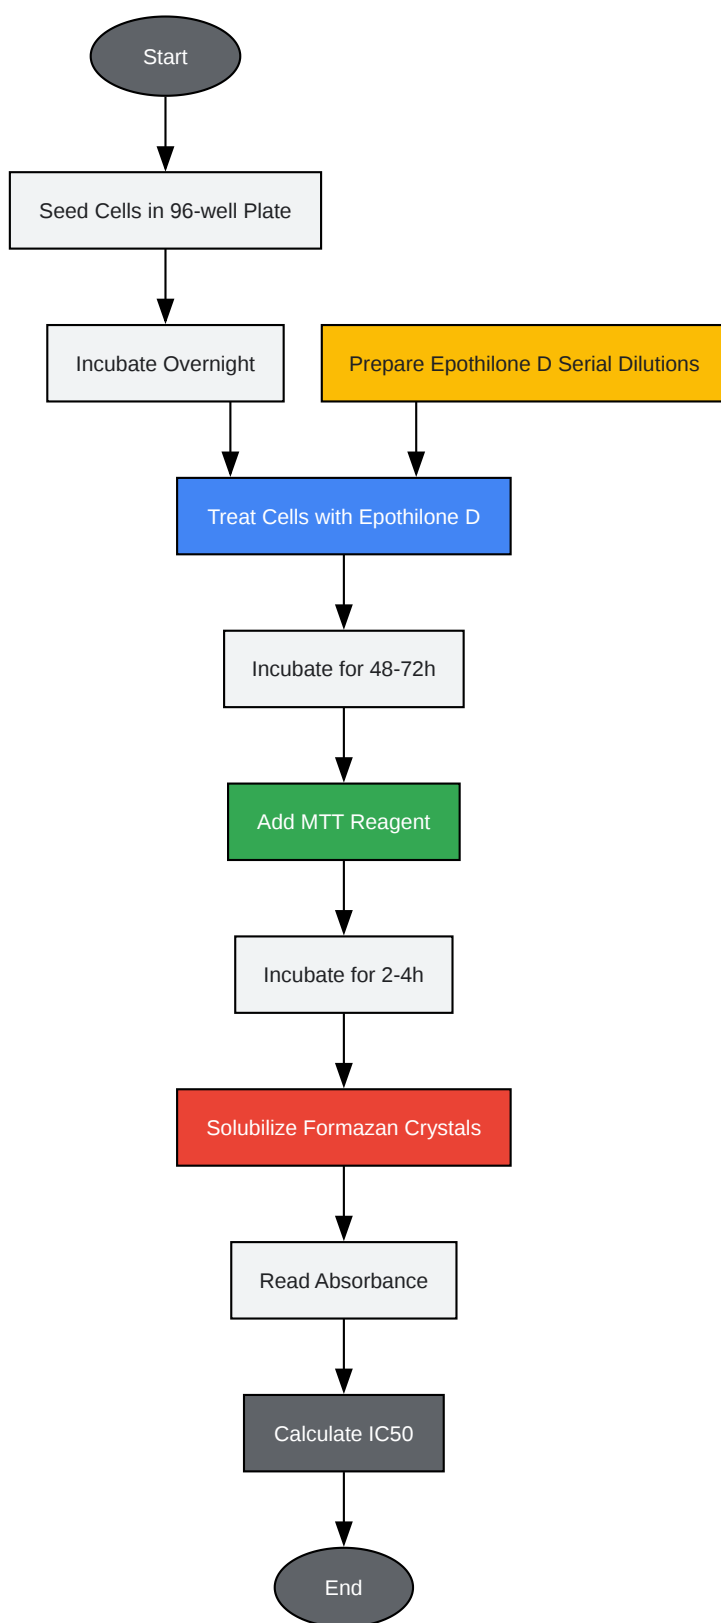 Start
Seed Cells in 96-well Plate
Incubate Overnight
Prepare Epothilone D Serial Dilutions
Treat Cells with Epothilone D
Incubate for 48-72h
Add MTT Reagent
Incubate for 2-4h
Solubilize Formazan Crystals
Read Absorbance
Calculate IC50
End